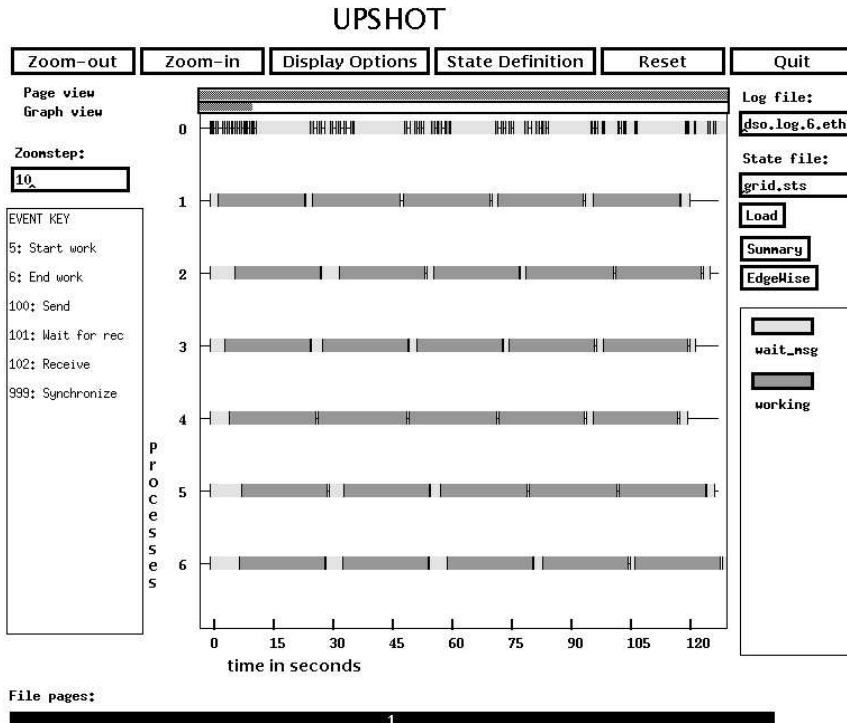 UPSHOT
Zoom-out Zoom-in Display Options State Definition Reset Quit
Page view
Graph view
Zoomstep:
10
EVENT KEY
5: Start work
6: End work
100: Send
101: Wait for rec
102: Receive
999: Synchronize
Processes
0
1
2
3
4
5
6
0 15 30 45 60 75 90 105 120
time in seconds
Log file:
dso.log.6.eth
State file:
grid.sts
Load
Summary
EdgeWise
wait_msg
working
File pages:
1